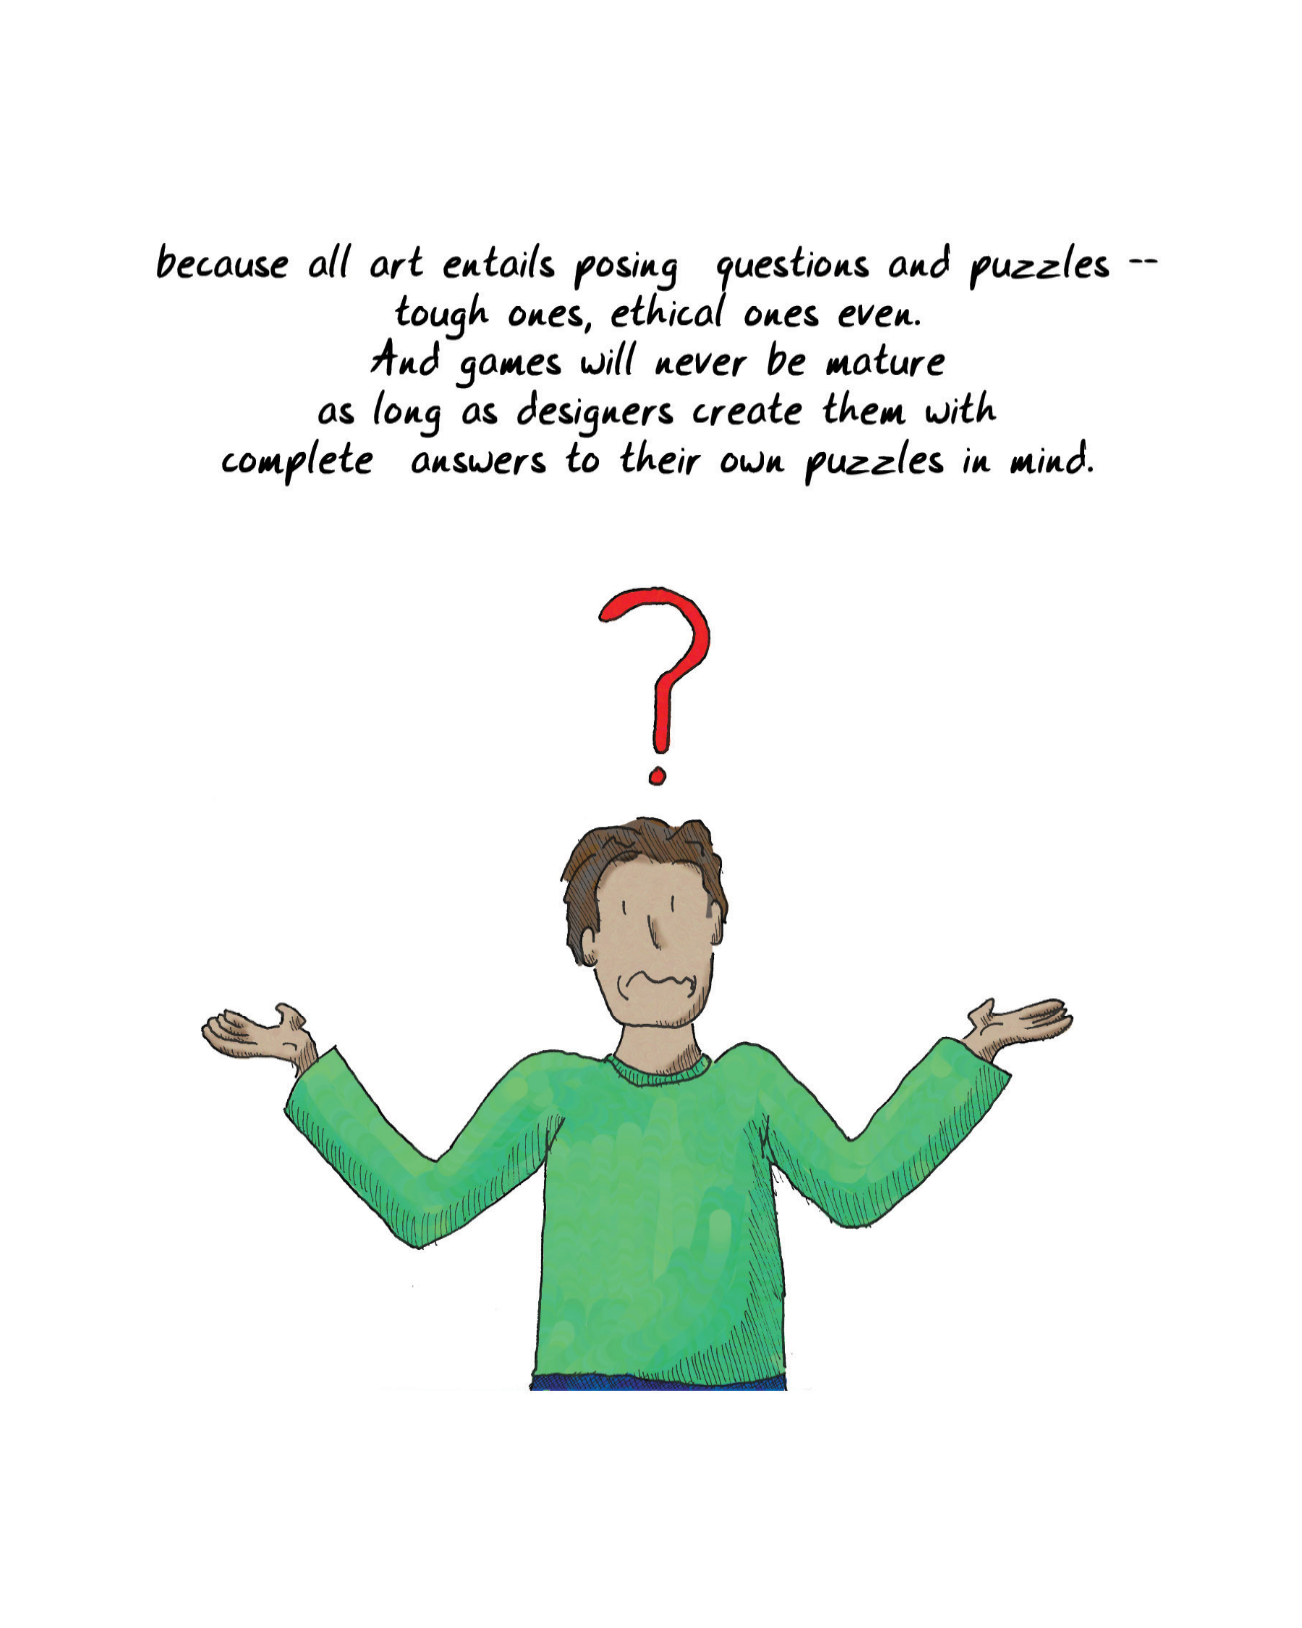 because all art entails posing questions and puzzles --
tough ones, ethical ones even.
And games will never be mature
as long as designers create them with
complete answers to their own puzzles in mind.
?